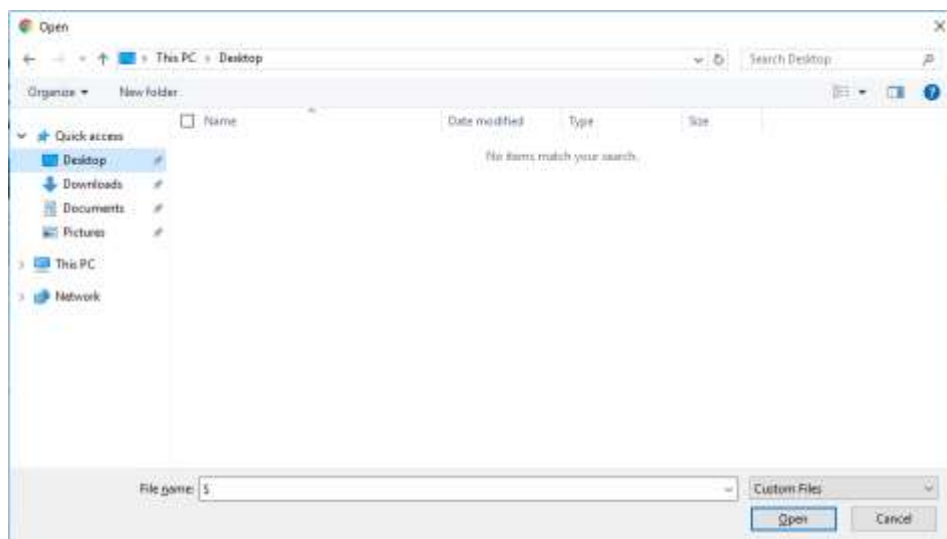 Open
This PC › Desktop
Search Desktop
Organize
New folder
Name
Date modified
Type
Size
No items match your search.
Quick access
Desktop
Downloads
Documents
Pictures
This PC
Network
File name:
Custom Files
Open
Cancel